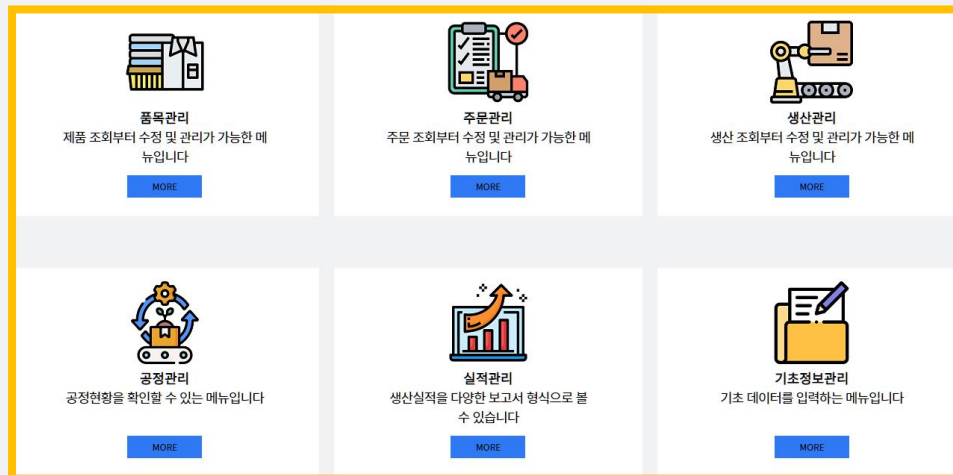 품목관리
제품 조회부터 수정 및 관리가 가능한 메
뉴입니다
MORE
주문관리
주문 조회부터 수정 및 관리가 가능한 메
뉴입니다
MORE
생산관리
생산 조회부터 수정 및 관리가 가능한 메
뉴입니다
MORE
공정관리
공정현황을 확인할 수 있는 메뉴입니다
MORE
실적관리
생산실적을 다양한 보고서 형식으로 볼
수 있습니다
MORE
기초정보관리
기초 데이터를 입력하는 메뉴입니다
MORE